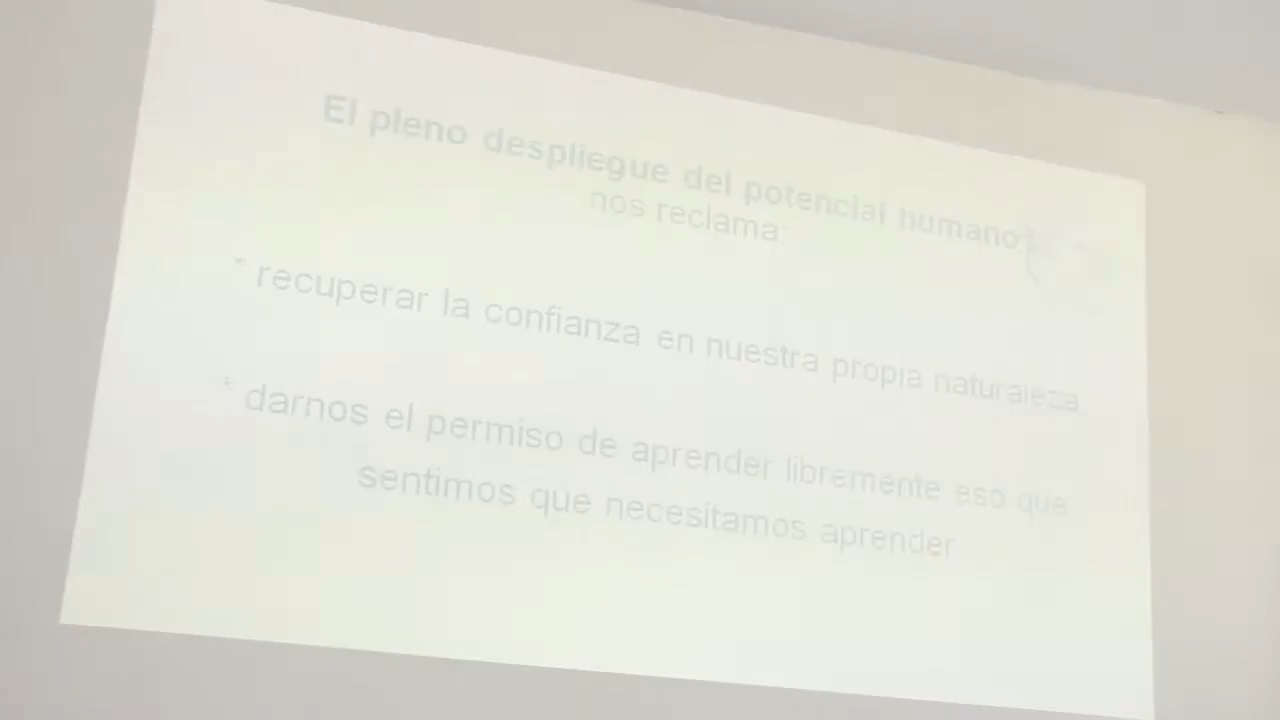 El pleno despliegue del potencial humano
nos reclama:
* recuperar la confianza en nuestra propia naturaleza
* darnos el permiso de aprender libremente eso que
sentimos que necesitamos aprender